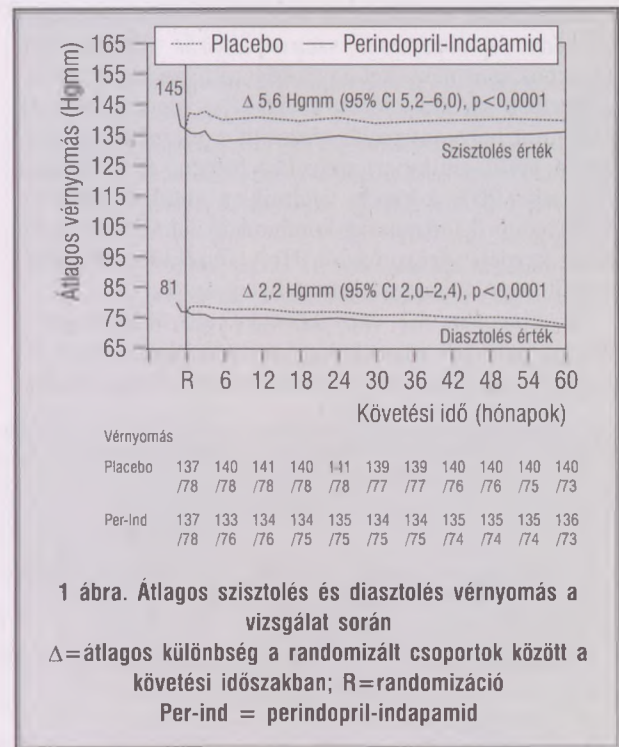 Placebo Perindopril-Indapamid
Átlagos vérnyomás (Hgmm)
165
155
145
135
125
115
105
95
85
75
65
145
Δ 5,6 Hgmm (95% CI 5,2–6,0), p<0,0001
Szisztolés érték
81
Δ 2,2 Hgmm (95% CI 2,0–2,4), p<0,0001
Diasztolés érték
R 6 12 18 24 30 36 42 48 54 60
Követési idő (hónapok)
Vérnyomás
Placebo 137 140 141 140 141 139 139 140 140 140 140
/78 /78 /78 /78 /78 /77 /77 /76 /76 /75 /73
Per-Ind 137 133 134 134 135 134 134 135 135 135 136
/78 /76 /76 /75 /75 /75 /75 /74 /74 /74 /73
1 ábra. Átlagos szisztolés és diasztolés vérnyomás a
vizsgálat során
Δ=átlagos különbség a randomizált csoportok között a
követési időszakban; R=randomizáció
Per-ind = perindopril-indapamid